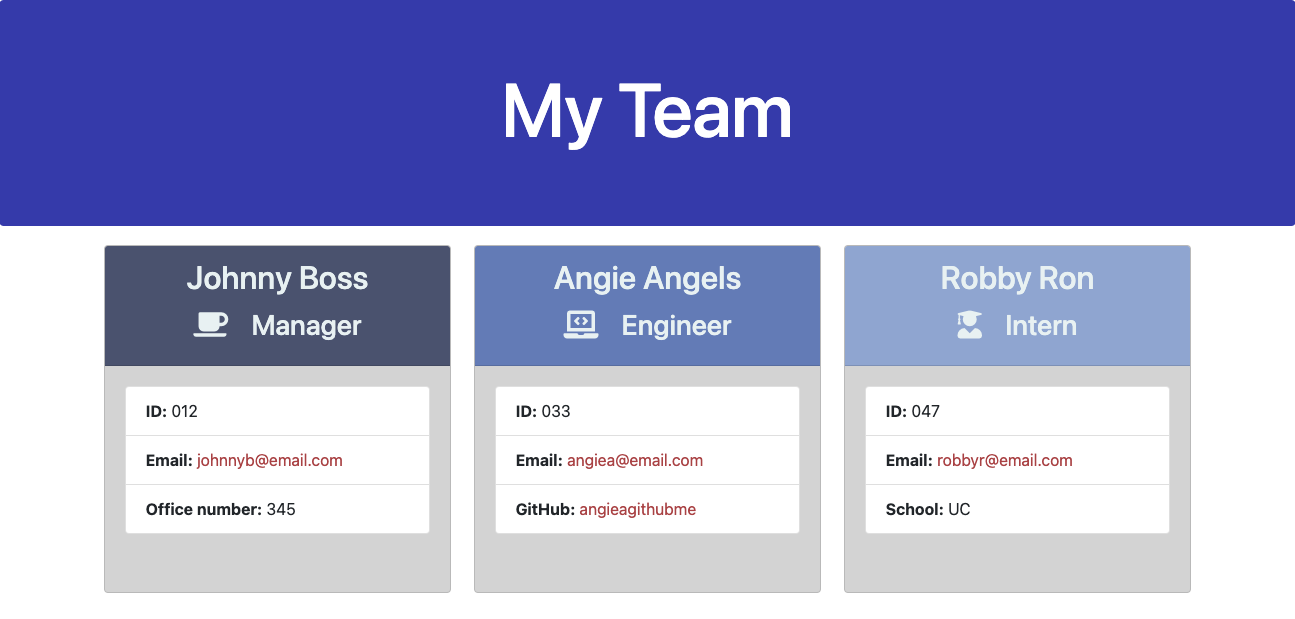 My Team
Johnny Boss
Manager
ID: 012
Email: johnnyb@email.com
Office number: 345
Angie Angels
Engineer
ID: 033
Email: angiea@email.com
GitHub: angieagithubme
Robby Ron
Intern
ID: 047
Email: robbyr@email.com
School: UC